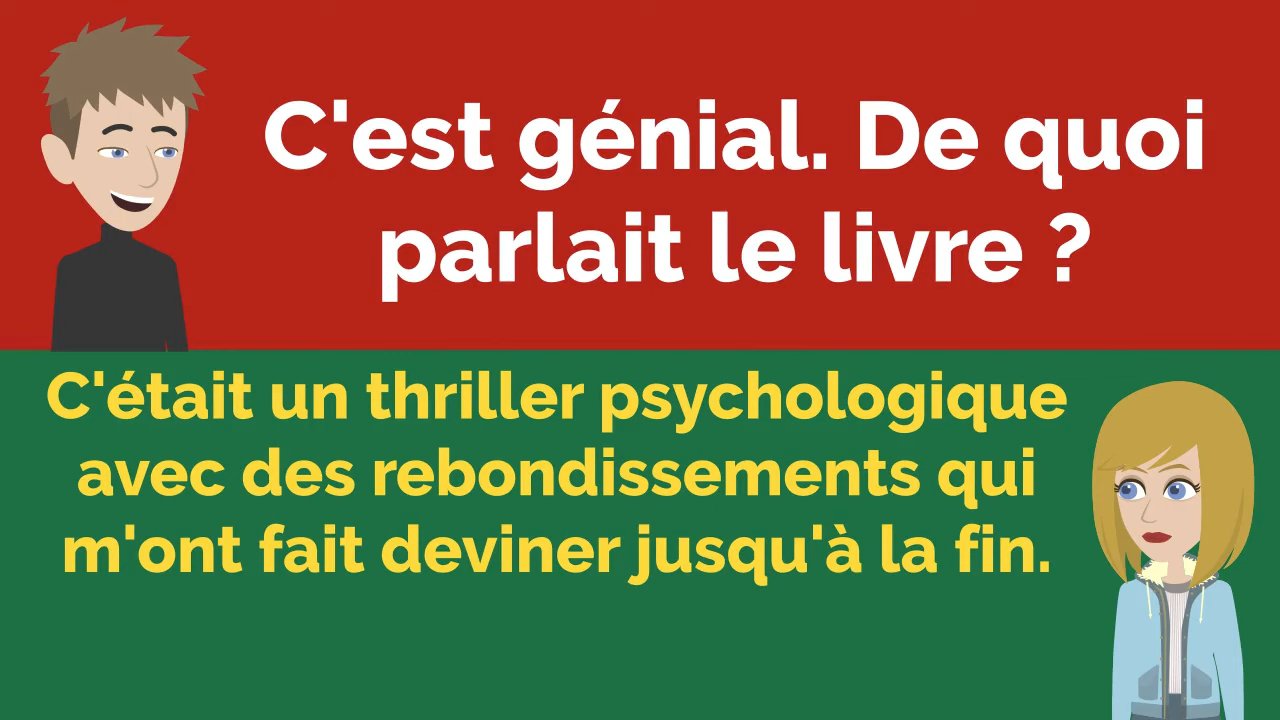 C'est génial. De quoi
parlait le livre ?
C'était un thriller psychologique
avec des rebondissements qui
m'ont fait deviner jusqu'à la fin.